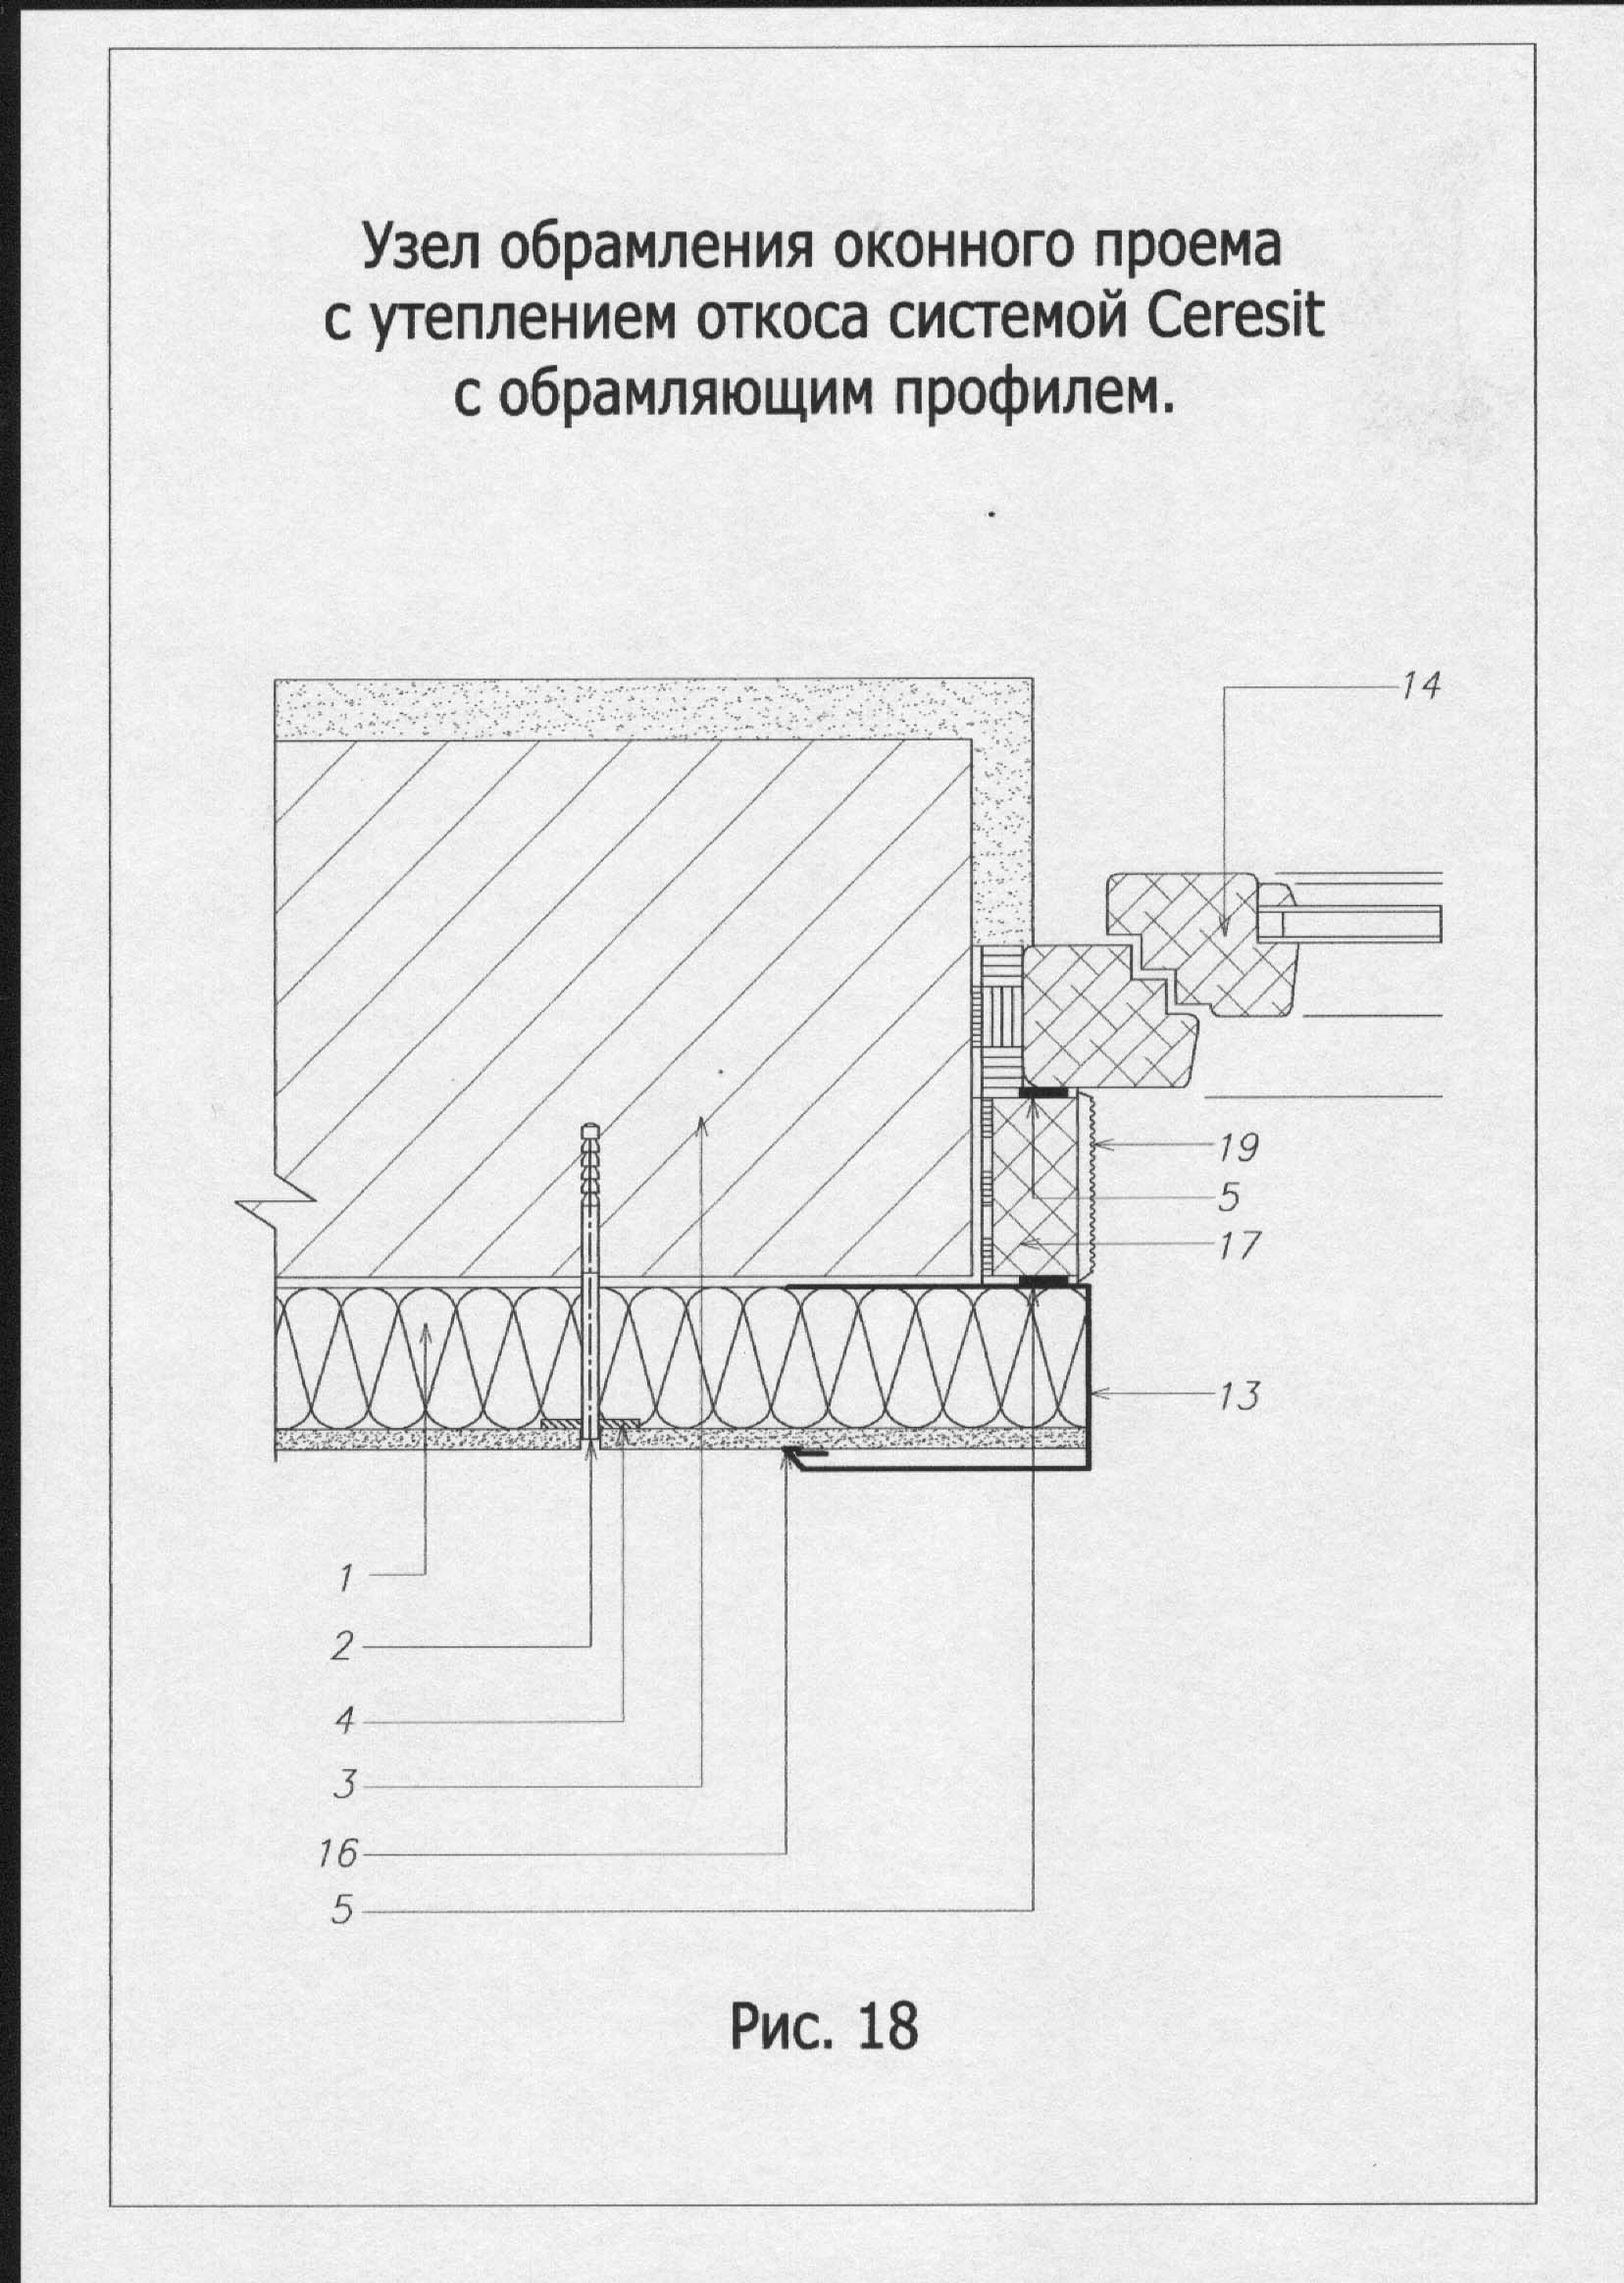 Узел обрамления оконного проема
с утеплением откоса системой Ceresit
с обрамляющим профилем.
14
19
5
17
13
1
2
4
3
16
5
Рис. 18